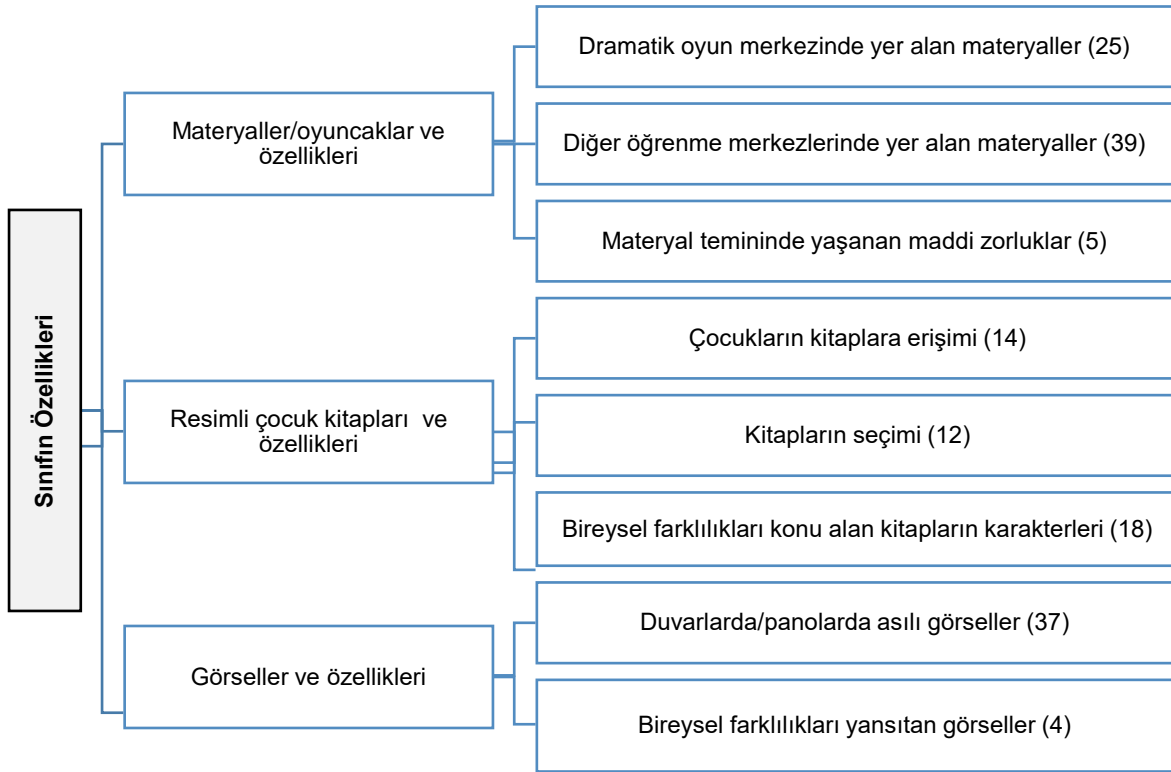 Sınıfın Özellikleri
Materyaller/oyuncaklar ve
özellikleri
Dramatik oyun merkezinde yer alan materyaller (25)
Diğer öğrenme merkezlerinde yer alan materyaller (39)
Materyal temininde yaşanan maddi zorluklar (5)
Resimli çocuk kitapları ve
özellikleri
Çocukların kitaplara erişimi (14)
Kitapların seçimi (12)
Bireysel farklılıkları konu alan kitapların karakterleri (18)
Görseller ve özellikleri
Duvarlarda/panolarda asılı görseller (37)
Bireysel farklılıkları yansıtan görseller (4)